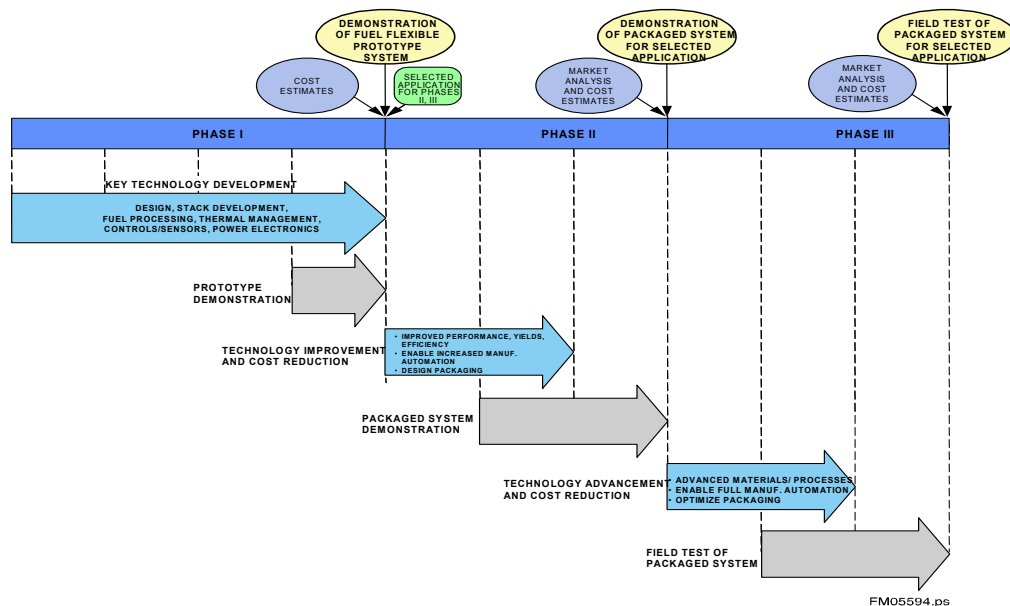 DEMONSTRATION
OF FUEL FLEXIBLE
PROTOTYPE
SYSTEM
DEMONSTRATION
OF PACKAGED SYSTEM
FOR SELECTED
APPLICATION
FIELD TEST OF
PACKAGED SYSTEM
FOR SELECTED
APPLICATION
COST
ESTIMATES
SELECTED
APPLICATION
FOR PHASES
II, III
MARKET
ANALYSIS
AND COST
ESTIMATES
MARKET
ANALYSIS
AND COST
ESTIMATES
PHASE I
PHASE II
PHASE III
KEY TECHNOLOGY DEVELOPMENT
DESIGN, STACK DEVELOPMENT,
FUEL PROCESSING, THERMAL MANAGEMENT,
CONTROLS/SENSORS, POWER ELECTRONICS
PROTOTYPE
DEMONSTRATION
TECHNOLOGY IMPROVEMENT
AND COST REDUCTION
• IMPROVED PERFORMANCE, YIELDS,
EFFICIENCY
• ENABLE INCREASED MANUF.
AUTOMATION
• DESIGN PACKAGING
PACKAGED SYSTEM
DEMONSTRATION
TECHNOLOGY ADVANCEMENT
AND COST REDUCTION
• ADVANCED MATERIALS/ PROCESSES
• ENABLE FULL MANUF. AUTOMATION
• OPTIMIZE PACKAGING
FIELD TEST OF
PACKAGED SYSTEM
FM05594.ps